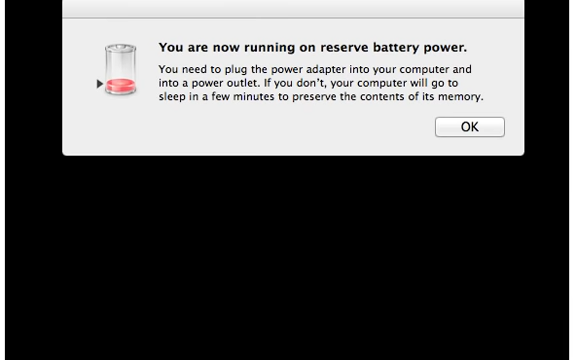 You are now running on reserve battery power.
You need to plug the power adapter into your computer and
into a power outlet. If you don't, your computer will go to
sleep in a few minutes to preserve the contents of its memory.
OK